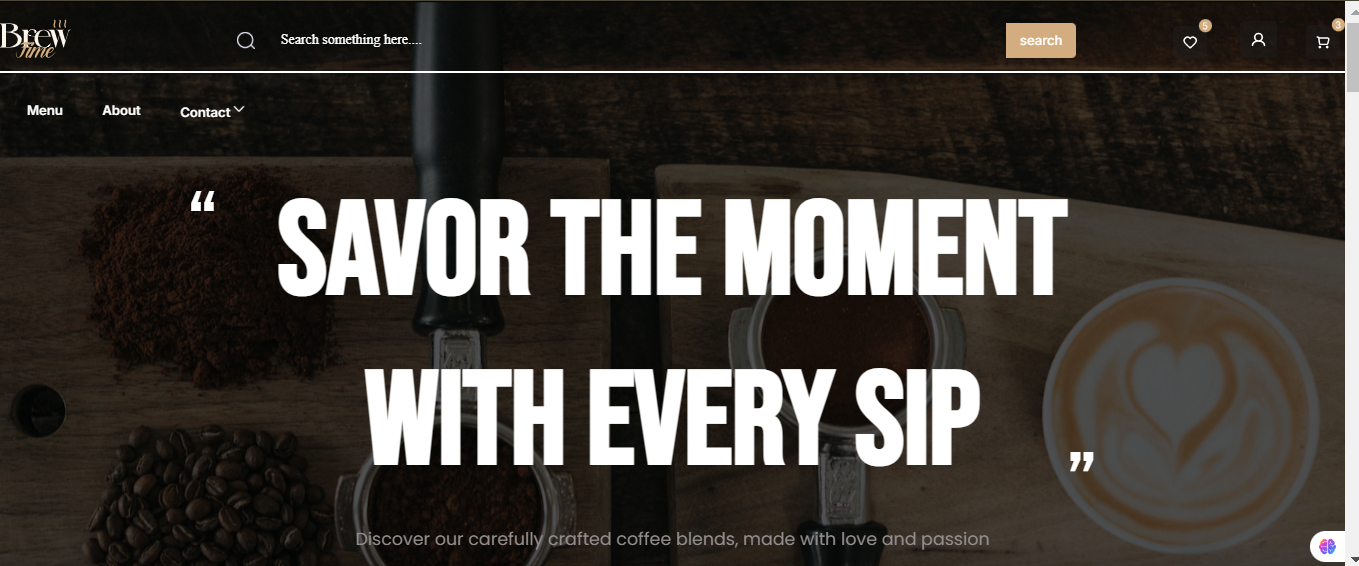 Brew
Time
Search something here....
search
5
3
Menu
About
Contact
“ SAVOR THE MOMENT
WITH EVERY SIP ”
Discover our carefully crafted coffee blends, made with love and passion